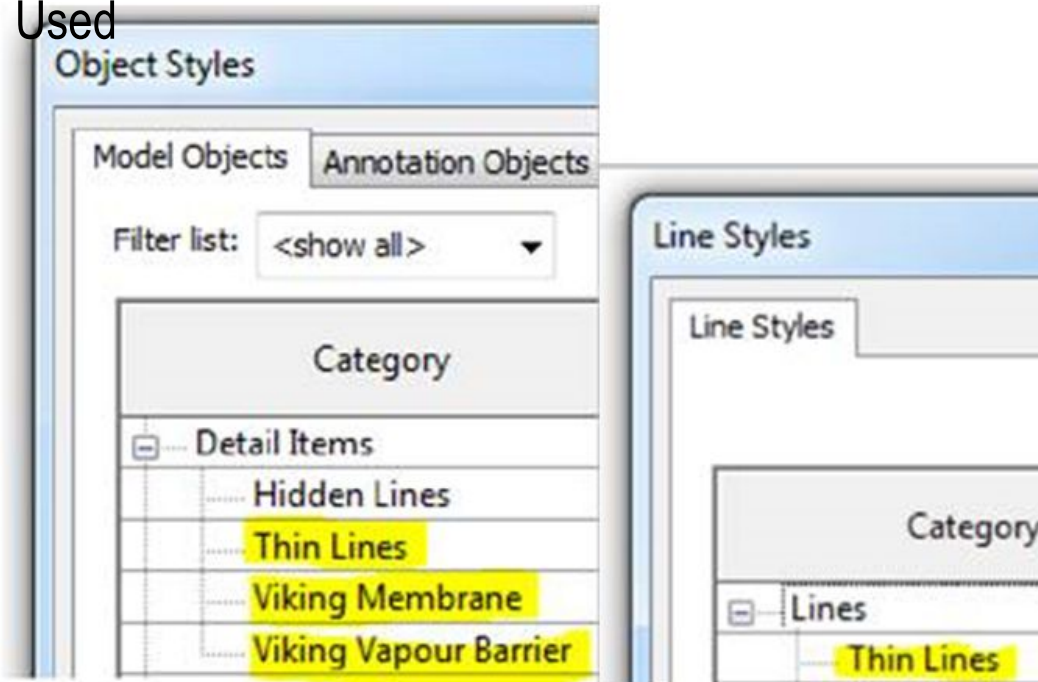 Used
Object Styles
Model Objects
Annotation Objects
Filter list:
<show all>
Category
Detail Items
Hidden Lines
Thin Lines
Viking Membrane
Viking Vapour Barrier
Line Styles
Line Styles
Category
Lines
Thin Lines